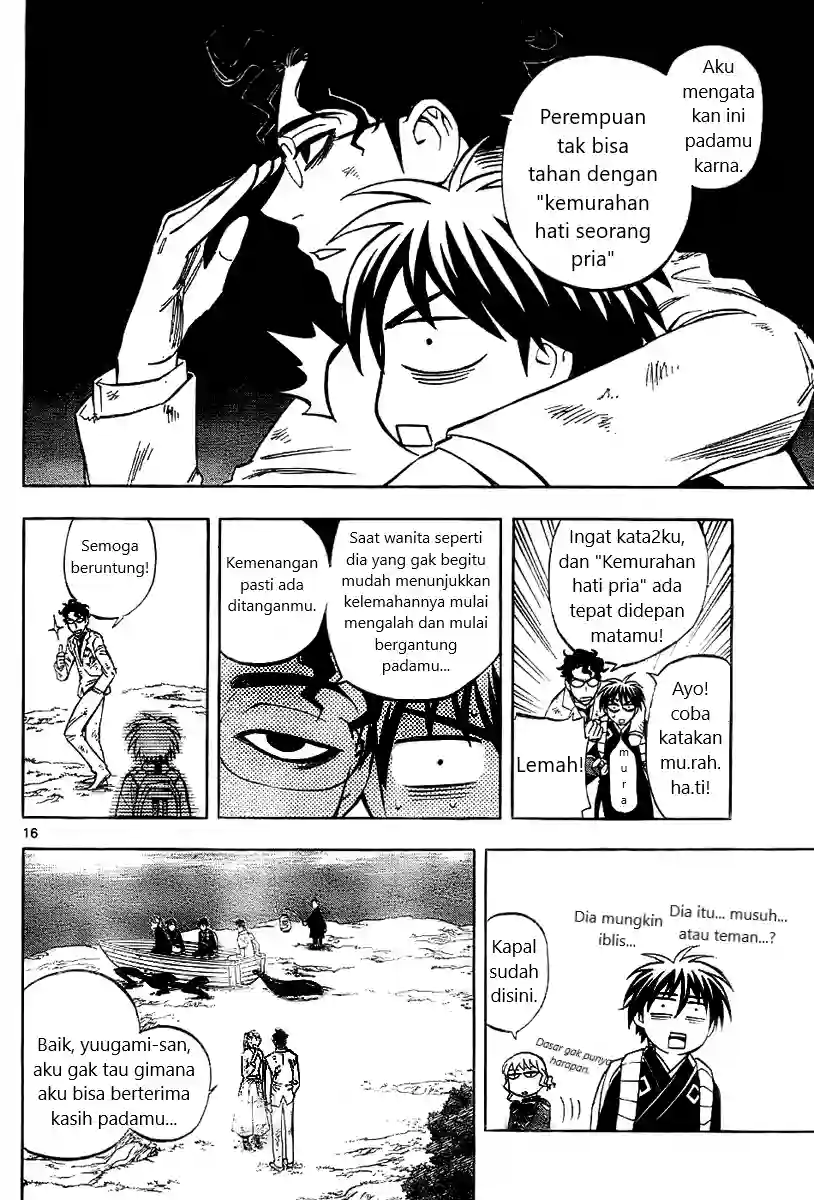 Aku
mengata
kan ini
padamu
karna.
Perempuan
tak bisa
tahan dengan
"kemurahan
hati seorang
pria"
Ingat kata2ku,
dan "Kemurahan
hati pria" ada
tepat didepan
matamu!
Ayo!
coba
katakan
mu.rah.
ha.ti!
m
u
r
a
Lemah!
Saat wanita seperti
dia yang gak begitu
mudah menunjukkan
kelemahannya mulai
mengalah dan mulai
bergantung
padamu...
Kemenangan
pasti ada
ditanganmu.
Semoga
beruntung!
16
Dia itu... musuh...
atau teman...?
Dia mungkin
iblis...
Kapal
sudah
disini.
Dasar gak punya
harapan.
Baik, yuugami-san,
aku gak tau gimana
aku bisa berterima
kasih padamu...